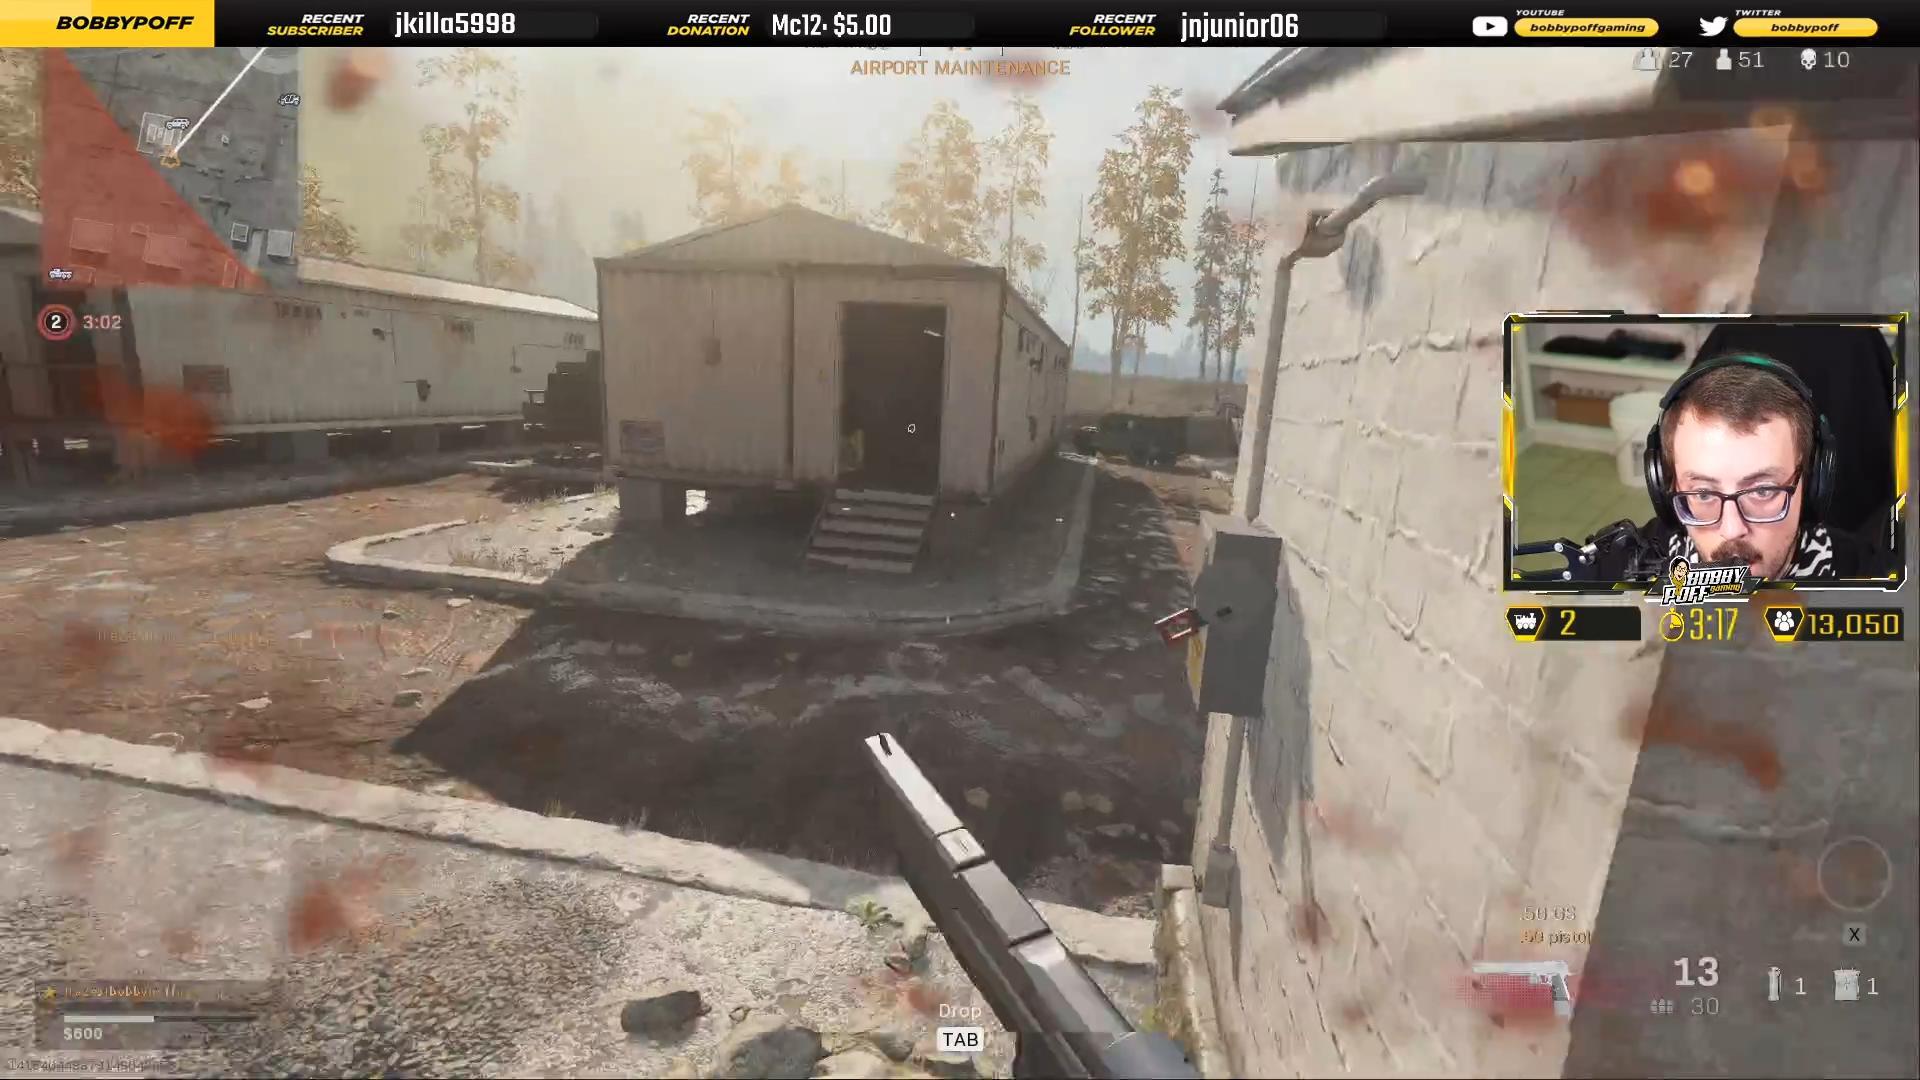 BOBBYPOFF
RECENT SUBSCRIBER
jkilla5998
RECENT DONATION
Mc12: $5.00
RECENT FOLLOWER
jnjunior06
YOUTUBE
bobbypoffgaming
TWITTER
bobbypoff
AIRPORT MAINTENANCE
27 51 10
2 3:02
BOBBY
POFF GAMING
2 3:17 13,050
.50 GS
.50 pistol
X
13
30
1 1
$600
Drop
TAB